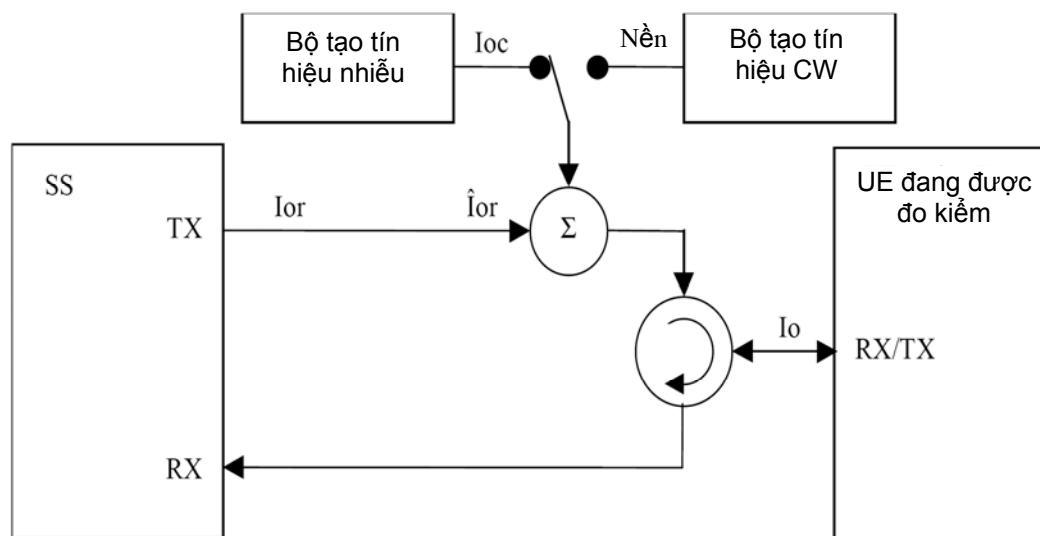 Bộ tạo tín
hiệu nhiễu
Ioc
Nền
Bộ tạo tín
hiệu CW
SS
TX
Ior
Îor
Σ
UE đang được
đo kiểm
Io
RX/TX
RX